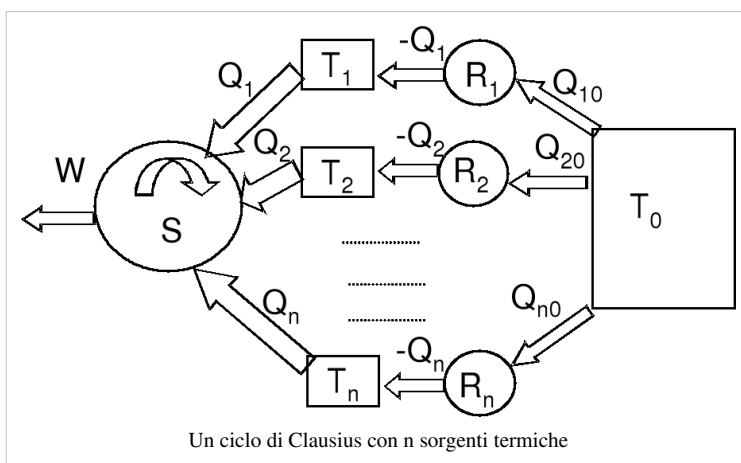 -Q₁
T₁
R₁
Q₁
Q₁₀
-Q₂
Q₂
Q₂₀
W
T₂
R₂
T₀
S
Qₙ
Qₙ₀
-Qₙ
Tₙ
Rₙ
Un ciclo di Clausius con n sorgenti termiche